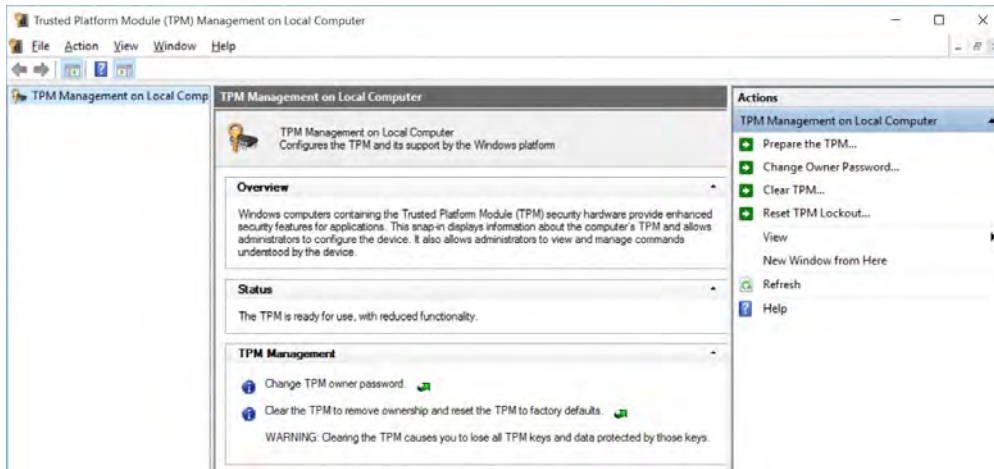 Trusted Platform Module (TPM) Management on Local Computer
File Action View Window Help
TPM Management on Local Comp
TPM Management on Local Computer
TPM Management on Local Computer
Configures the TPM and its support by the Windows platform
Overview
Windows computers containing the Trusted Platform Module (TPM) security hardware provide enhanced
security features for applications. This snap-in displays information about the computer's TPM and allows
administrators to configure the device. It also allows administrators to view and manage commands
understood by the device.
Status
The TPM is ready for use, with reduced functionality.
TPM Management
Change TPM owner password.
Clear the TPM to remove ownership and reset the TPM to factory defaults.
WARNING: Clearing the TPM causes you to lose all TPM keys and data protected by those keys.
Actions
TPM Management on Local Computer
Prepare the TPM...
Change Owner Password...
Clear TPM...
Reset TPM Lockout...
View
New Window from Here
Refresh
Help